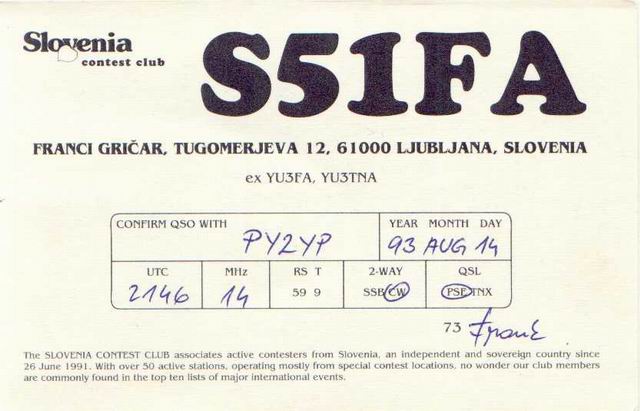 Slovenia
contest club
S51FA
FRANCI GRIČAR, TUGOMERJEVA 12, 61000 LJUBLJANA, SLOVENIA
ex YU3FA, YU3TNA
CONFIRM QSO WITH YEAR MONTH DAY
PY2YP 93 AUG 14
UTC MHz RS T 2-WAY QSL
2146 14 59 9 SSB CW PSE TNX
73 Frank
The SLOVENIA CONTEST CLUB associates active contesters from Slovenia, an independent and sovereign country since
26 June 1991. With over 50 active stations, operating mostly from special contest locations, no wonder our club members
are commonly found in the top ten lists of major international events.